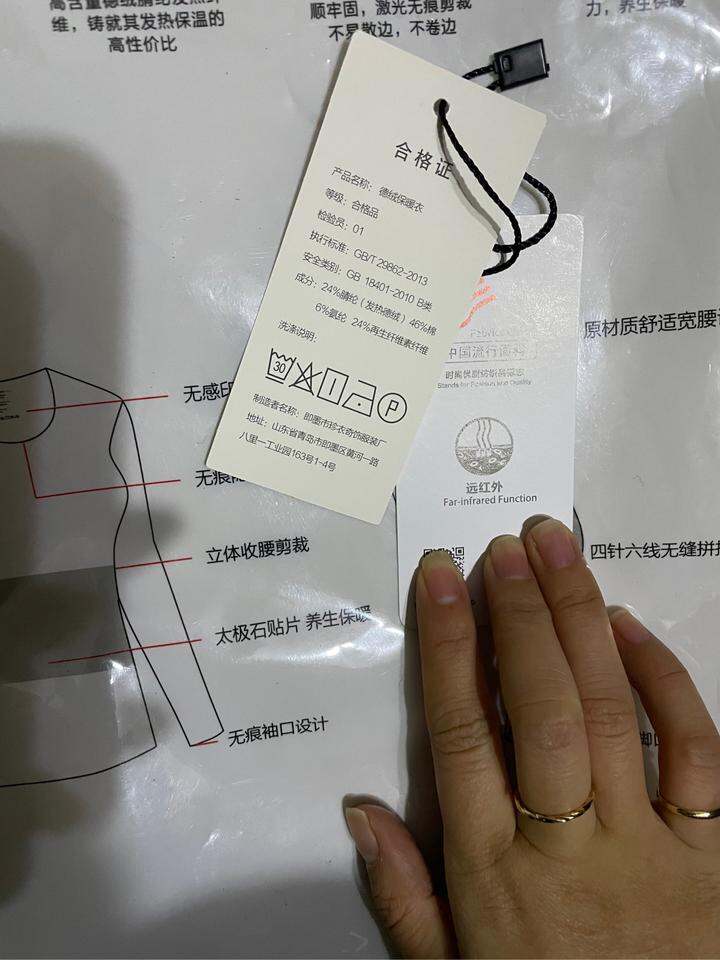 高含量德绒腈纶发热纤
维，铸就其发热保温的
高性价比
顺牢固，激光无痕剪裁
不易散边，不卷边
力，养生保暖
合格证
产品名称：德绒保暖衣
等级：合格品
检验员：01
执行标准：GB/T 29862-2013
安全类别：GB 18401-2010 B类
成分：24%腈纶（发热德绒）46%棉
6%氨纶 24%再生纤维素纤维
洗涤说明：
30
P
制造者名称：即墨市珍衣奇饰服装厂
地址：山东省青岛市即墨区黄河一路
八里一工业园163号1-4号
中国流行面料
Stands for Fashion and Quality
远红外
Far-infrared Function
原材质舒适宽腰
无感印
无痕
立体收腰剪裁
四针六线无缝拼
太极石贴片 养生保暖
无痕袖口设计